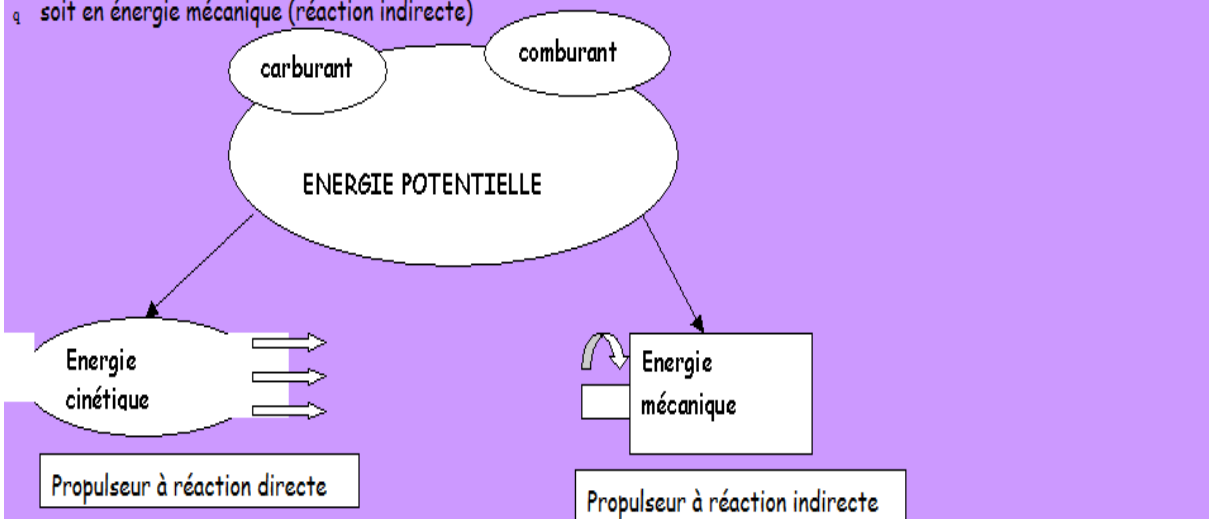 q soit en énergie mécanique (réaction indirecte)
carburant
comburant
ENERGIE POTENTIELLE
Energie
cinétique
Energie
mécanique
Propulseur à réaction directe
Propulseur à réaction indirecte